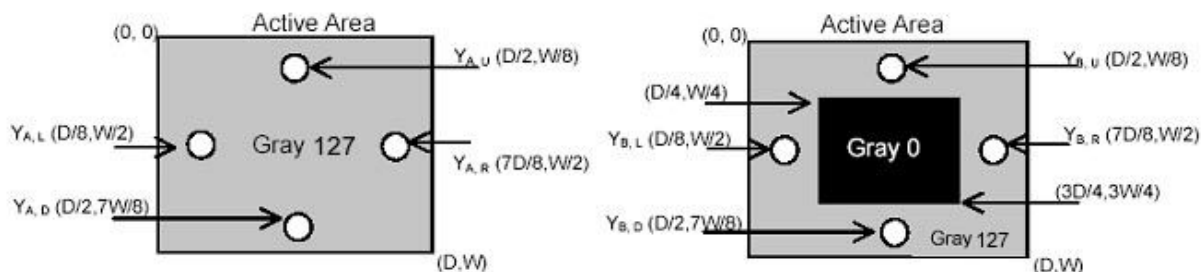 Active Area
(0, 0)
Y_A, U (D/2,W/8)
Y_A, L (D/8,W/2)
Gray 127
Y_A, R (7D/8,W/2)
Y_A, D (D/2,7W/8)
(D,W)
Active Area
(0, 0)
Y_B, U (D/2,W/8)
(D/4,W/4)
Y_B, L (D/8,W/2)
Gray 0
Y_B, R (7D/8,W/2)
(3D/4,3W/4)
Y_B, D (D/2,7W/8)
Gray 127
(D,W)